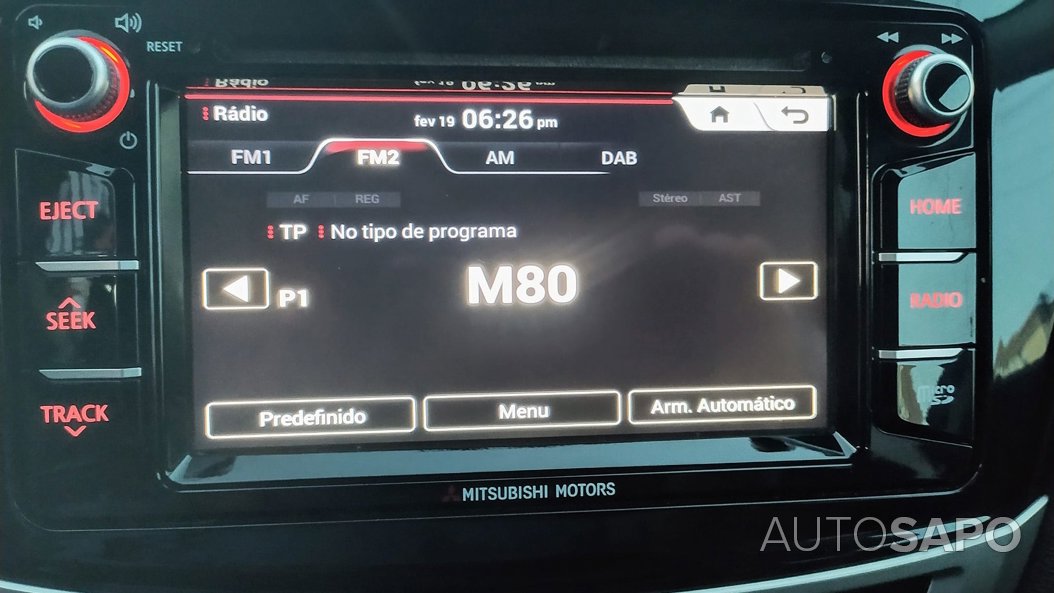 RESET
Rádio
fev 19 06:26 pm
FM1 FM2 AM DAB
AF REG Stéreo AST
TP No tipo de programa
P1 M80
Predefinido Menu Arm. Automático
EJECT
SEEK
TRACK
HOME
RADIO
micro SD
MITSUBISHI MOTORS
AUTOSAPO